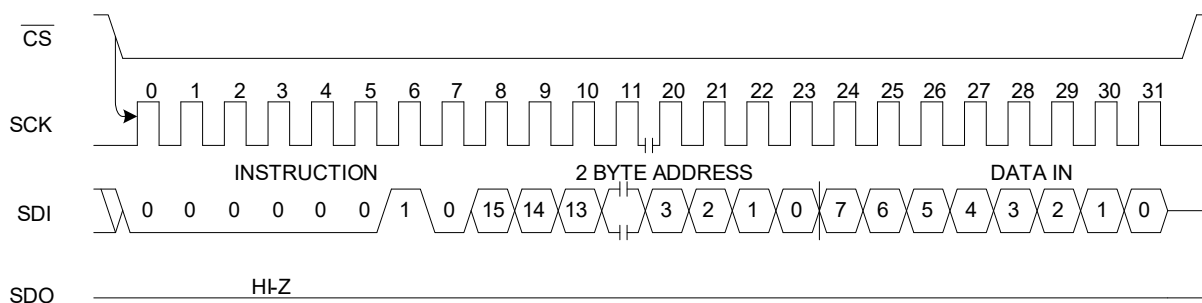 CS
0 1 2 3 4 5 6 7 8 9 10 11 20 21 22 23 24 25 26 27 28 29 30 31
SCK
INSTRUCTION 2 BYTE ADDRESS DATA IN
SDI 0 0 0 0 0 0 1 0 15 14 13 3 2 1 0 7 6 5 4 3 2 1 0
HI-Z
SDO